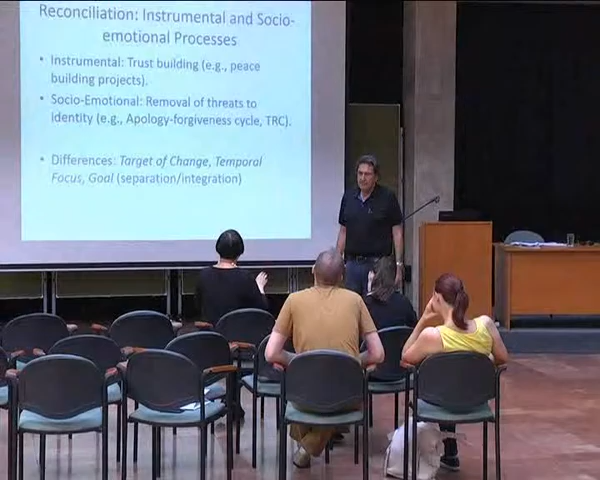 Reconciliation: Instrumental and Socio-
emotional Processes
• Instrumental: Trust building (e.g., peace
building projects).
• Socio-Emotional: Removal of threats to
identity (e.g., Apology-forgiveness cycle, TRC).
• Differences: Target of Change, Temporal
Focus, Goal (separation/integration)